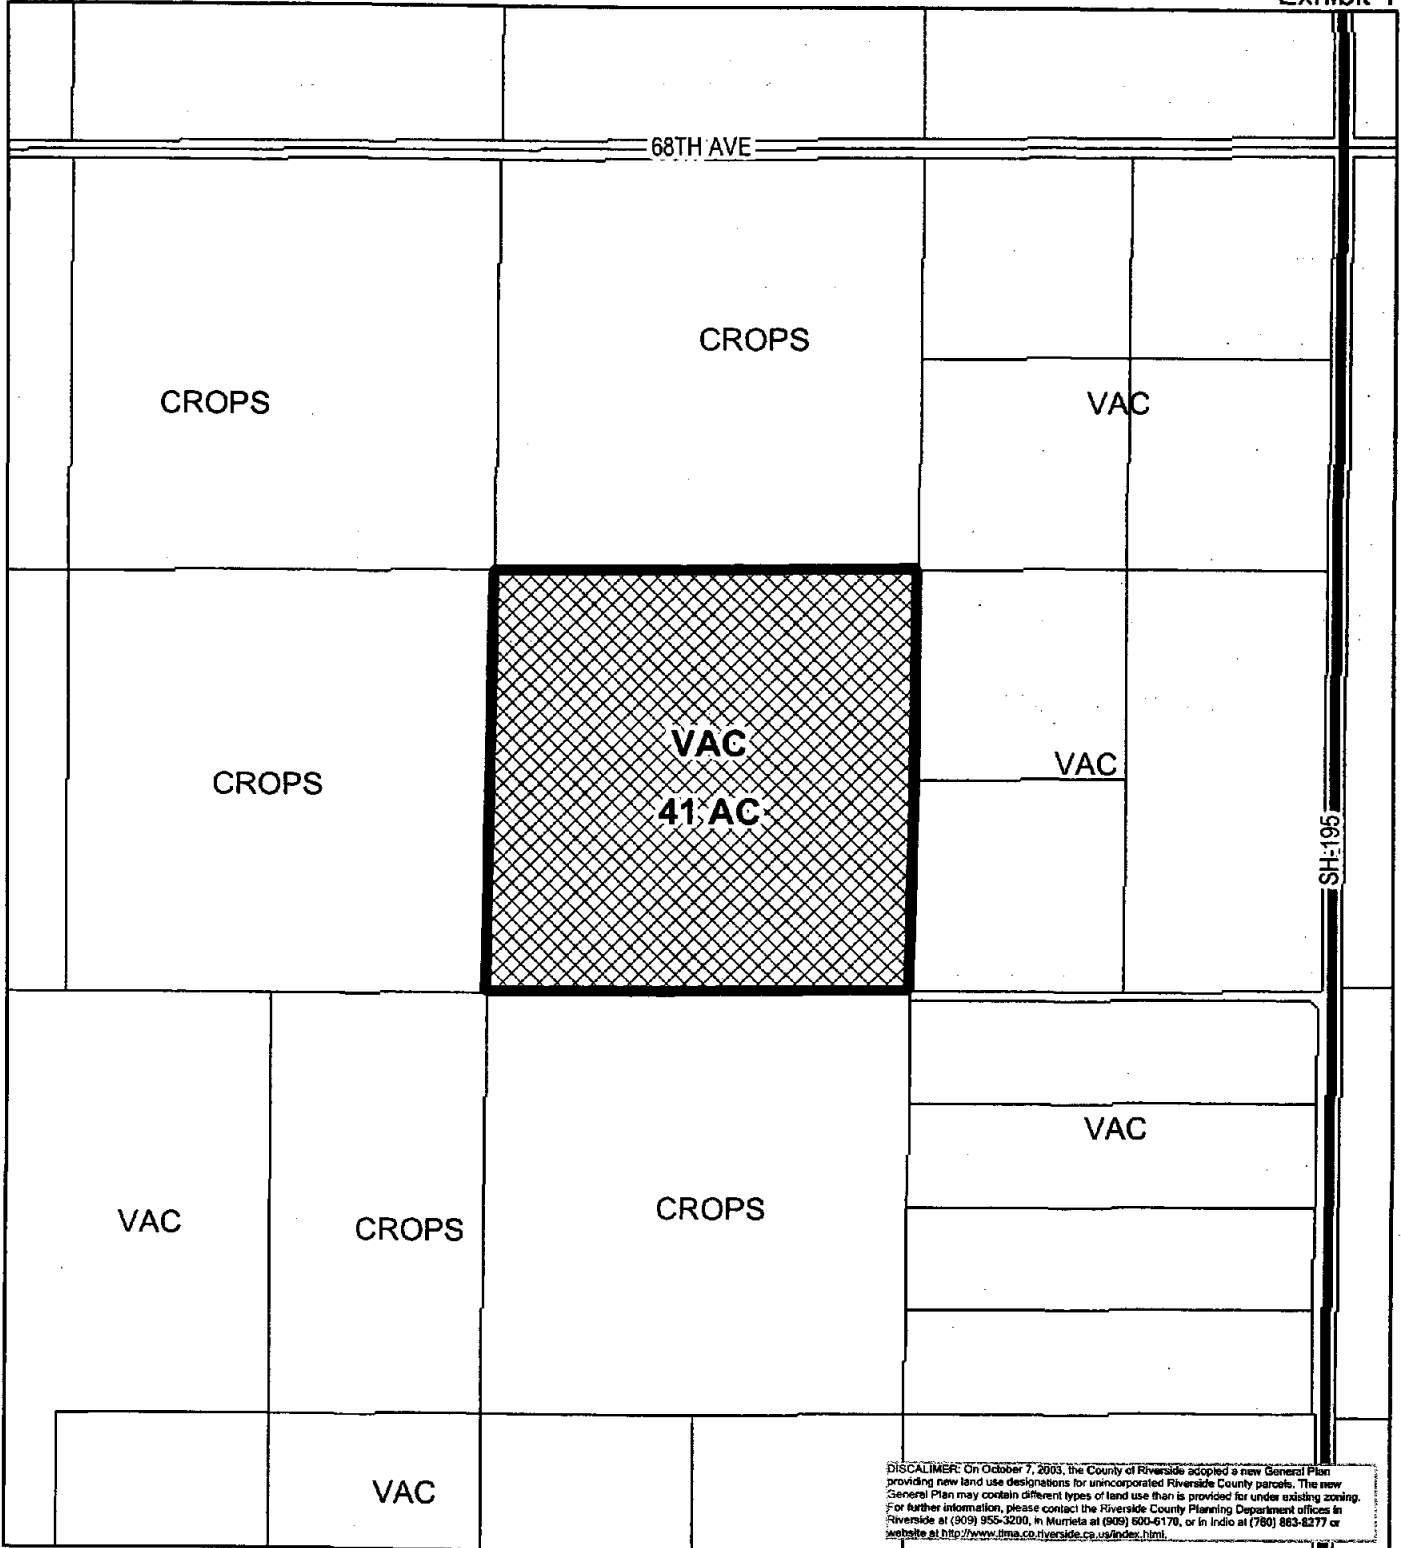 Exhibit 1
68TH AVE
CROPS
CROPS
VAC
VAC
41 AC
CROPS
VAC
SH-195
VAC
VAC
CROPS
CROPS
VAC
DISCALIMER: On October 7, 2003, the County of Riverside adopted a new General Plan
providing new land use designations for unincorporated Riverside County parcels. The new
General Plan may contain different types of land use than is provided for under existing zoning.
For further information, please contact the Riverside County Planning Department offices in
Riverside at (909) 955-3200, in Murrieta at (909) 600-6170, or in Indio at (760) 863-8277 or
website at http://www.tlma.co.riverside.ca.us/index.html.